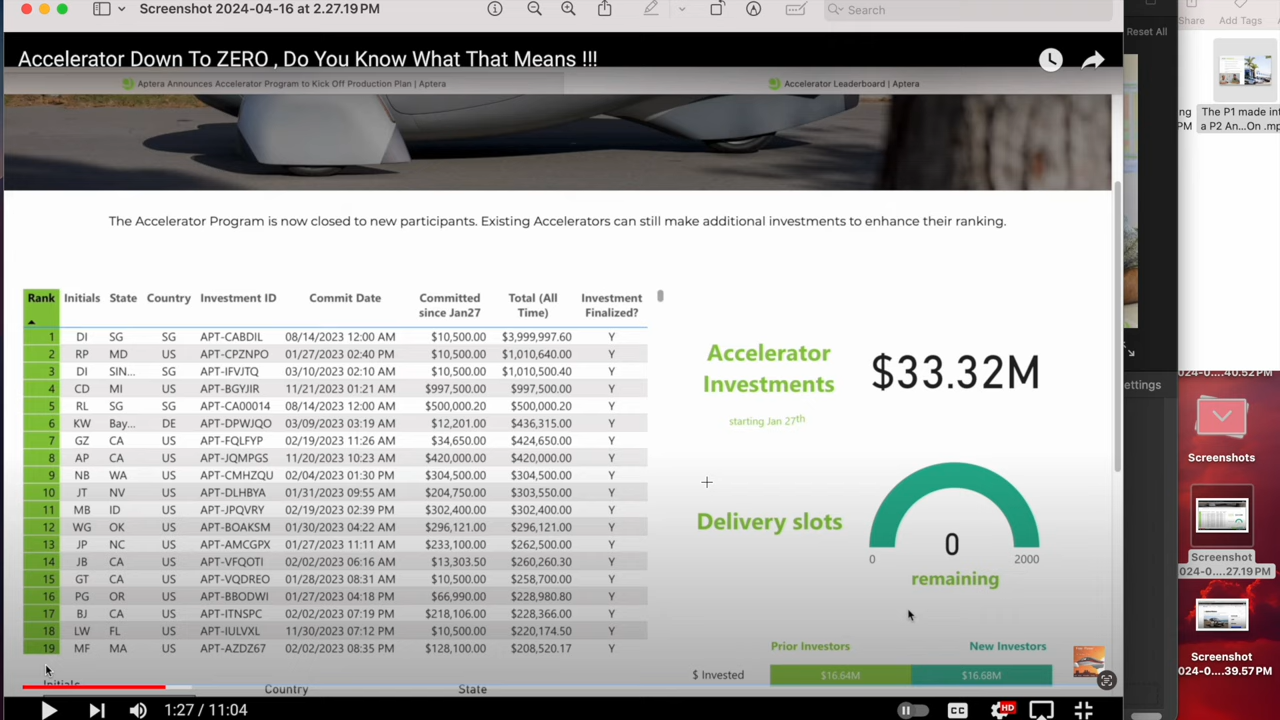 Screenshot 2024-04-16 at 2.27.19 PM
Search
Reset All
Share
Add Tags
Accelerator Down To ZERO , Do You Know What That Means !!!
Aptera Announces Accelerator Program to Kick Off Production Plan | Aptera
Accelerator Leaderboard | Aptera
The P1 made int
a P2 An...On .mp
ng
PM
The Accelerator Program is now closed to new participants. Existing Accelerators can still make additional investments to enhance their ranking.
Rank Initials State Country Investment ID Commit Date Committed since Jan27 Total (All Time) Investment Finalized?
1 DI SG SG APT-CABDIL 08/14/2023 12:00 AM $10,500.00 $3,999,997.60 Y
2 RP MD US APT-CPZNPO 01/27/2023 02:40 PM $10,500.00 $1,010,640.00 Y
3 DI SIN... SG APT-IFVJTQ 03/10/2023 02:10 AM $10,500.00 $1,010,500.40 Y
4 CD MI US APT-BGYJIR 11/21/2023 01:21 AM $997,500.00 $997,500.00 Y
5 RL SG SG APT-CA00014 08/14/2023 12:00 AM $500,000.20 $500,000.20 Y
6 KW Bay... DE APT-DPWJQO 03/09/2023 03:19 AM $12,201.00 $436,315.00 Y
7 GZ CA US APT-FQLFYP 02/19/2023 11:26 AM $34,650.00 $424,650.00 Y
8 AP CA US APT-JQMPGS 11/20/2023 10:23 AM $420,000.00 $420,000.00 Y
9 NB WA US APT-CMHZQU 02/04/2023 01:30 PM $304,500.00 $304,500.00 Y
10 JT NV US APT-DLHBYA 01/31/2023 09:55 AM $204,750.00 $303,550.00 Y
11 MB ID US APT-JPQVRY 02/19/2023 02:39 PM $302,400.00 $302,400.00 Y
12 WG OK US APT-BOAKSM 01/30/2023 04:22 AM $296,121.00 $296,121.00 Y
13 JP NC US APT-AMCGPX 01/27/2023 11:11 AM $233,100.00 $262,500.00 Y
14 JB CA US APT-VFQOTI 02/02/2023 06:16 AM $13,303.50 $260,260.30 Y
15 GT CA US APT-VQDREO 01/28/2023 08:31 AM $10,500.00 $258,700.00 Y
16 PG OR US APT-BBODWI 01/27/2023 04:18 PM $66,990.00 $228,980.80 Y
17 BJ CA US APT-ITNSPC 02/02/2023 07:19 PM $218,106.00 $228,366.00 Y
18 LW FL US APT-IULVXL 11/30/2023 07:12 PM $10,500.00 $220,174.50 Y
19 MF MA US APT-AZDZ67 02/02/2023 08:35 PM $128,100.00 $208,520.17 Y
Initials
Country
State
Accelerator
Investments
starting Jan 27th
$33.32M
Delivery slots
0
0
2000
remaining
Prior Investors
New Investors
$ Invested
$16.64M
$16.68M
ettings
024-0....40.52 PM
Screenshots
Screenshot
...024-0....27.19 PM
Screenshot
024-0....39.57 PM
1:27 / 11:04
CC
HD